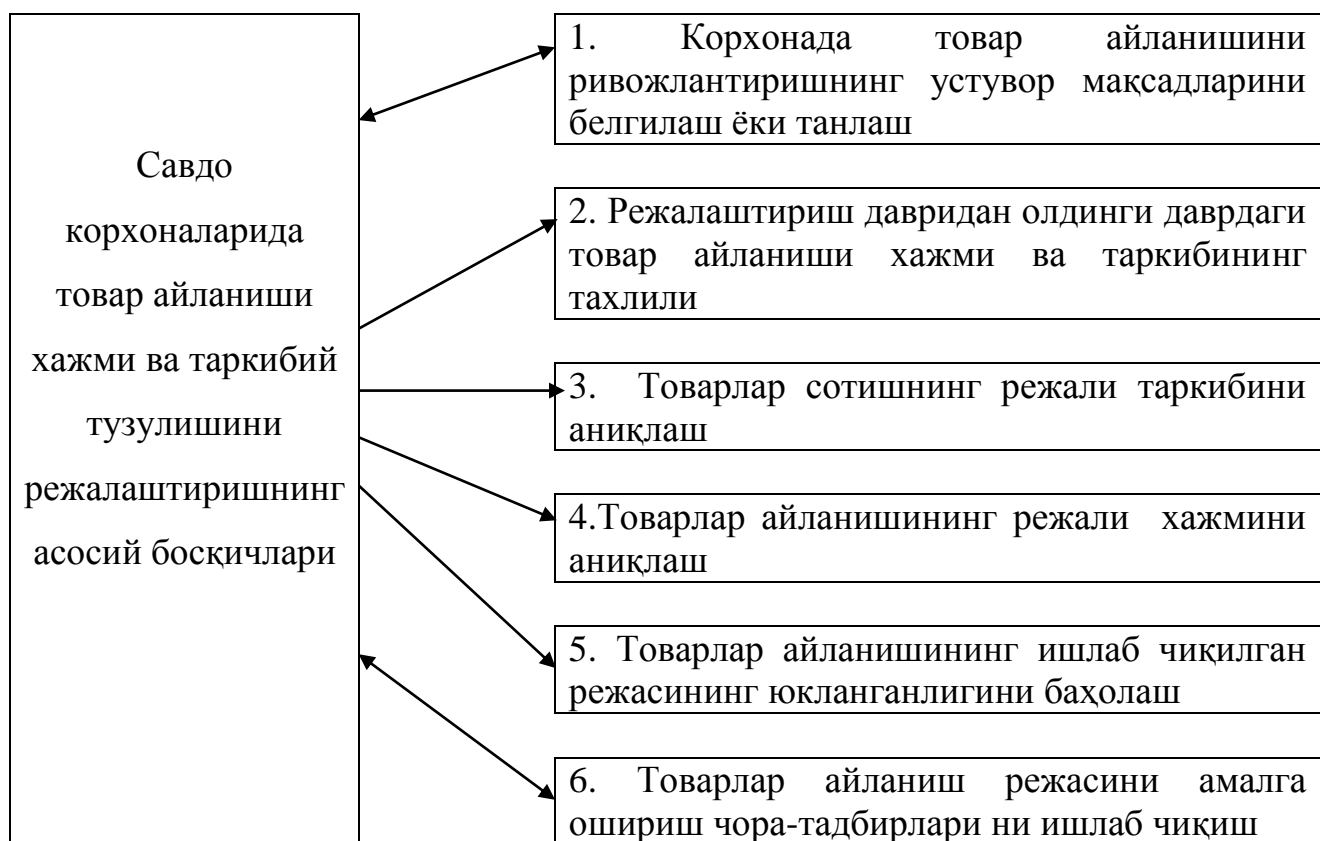 Савдо
корхоналарида
товар айланиши
хажми ва таркибий
тузулишини
режалаштиришнинг
асосий босқичлари
1. Корхонада товар айланишини
ривожлантиришнинг устувор мақсадларини
белгилаш ёки танлаш
2. Режалаштириш давридан олдинги даврдаги
товар айланиши хажми ва таркибининг
тахлили
3. Товарлар сотишнинг режали таркибини
аниқлаш
4.Товарлар айланишининг режали хажмини
аниқлаш
5. Товарлар айланишининг ишлаб чиқилган
режасининг юкланганлигини баҳолаш
6. Товарлар айланиш режасини амалга
ошириш чора-тадбирлари ни ишлаб чиқиш